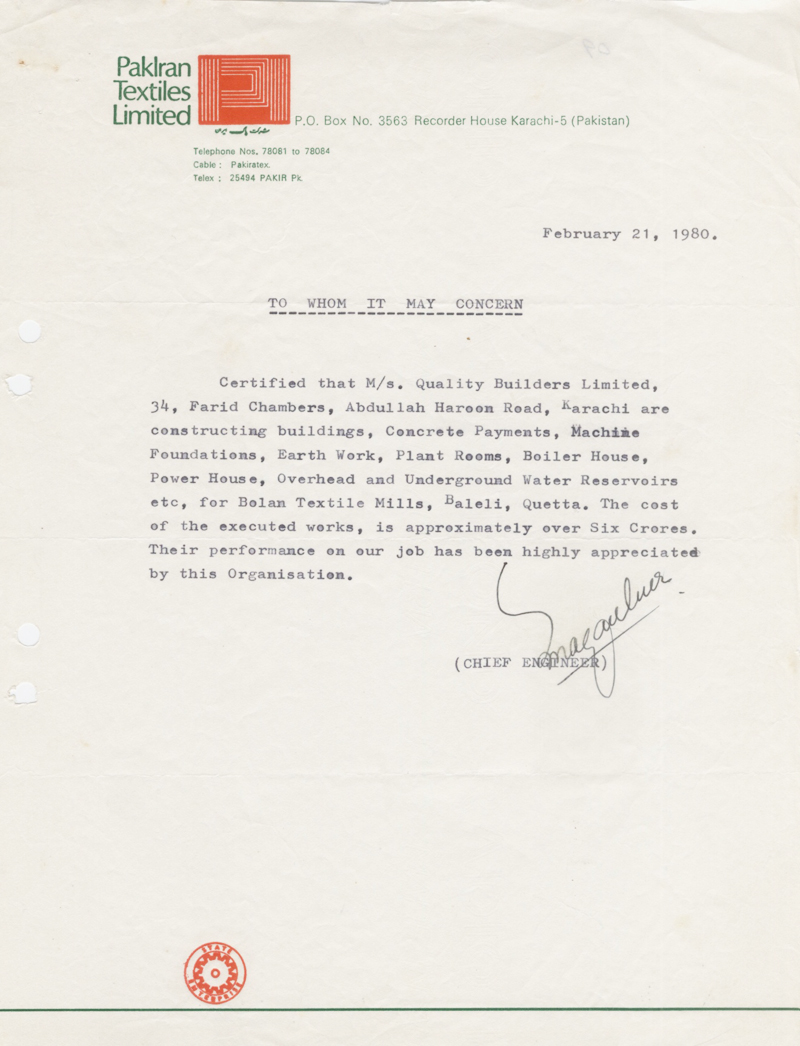 PakIran
Textiles
Limited
P.O. Box No. 3563 Recorder House Karachi-5 (Pakistan)
Telephone Nos. 78081 to 78084
Cable : Pakiratex.
Telex : 25494 PAKIR Pk.
February 21, 1980.
TO WHOM IT MAY CONCERN
Certified that M/s. Quality Builders Limited,
34, Farid Chambers, Abdullah Haroon Road, Karachi are
constructing buildings, Concrete Payments, Machine
Foundations, Earth Work, Plant Rooms, Boiler House,
Power House, Overhead and Underground Water Reservoirs
etc, for Bolan Textile Mills, Baleli, Quetta. The cost
of the executed works, is approximately over Six Crores.
Their performance on our job has been highly appreciated
by this Organisation.
(CHIEF ENGINEER)
STATE
ENTERPRISE